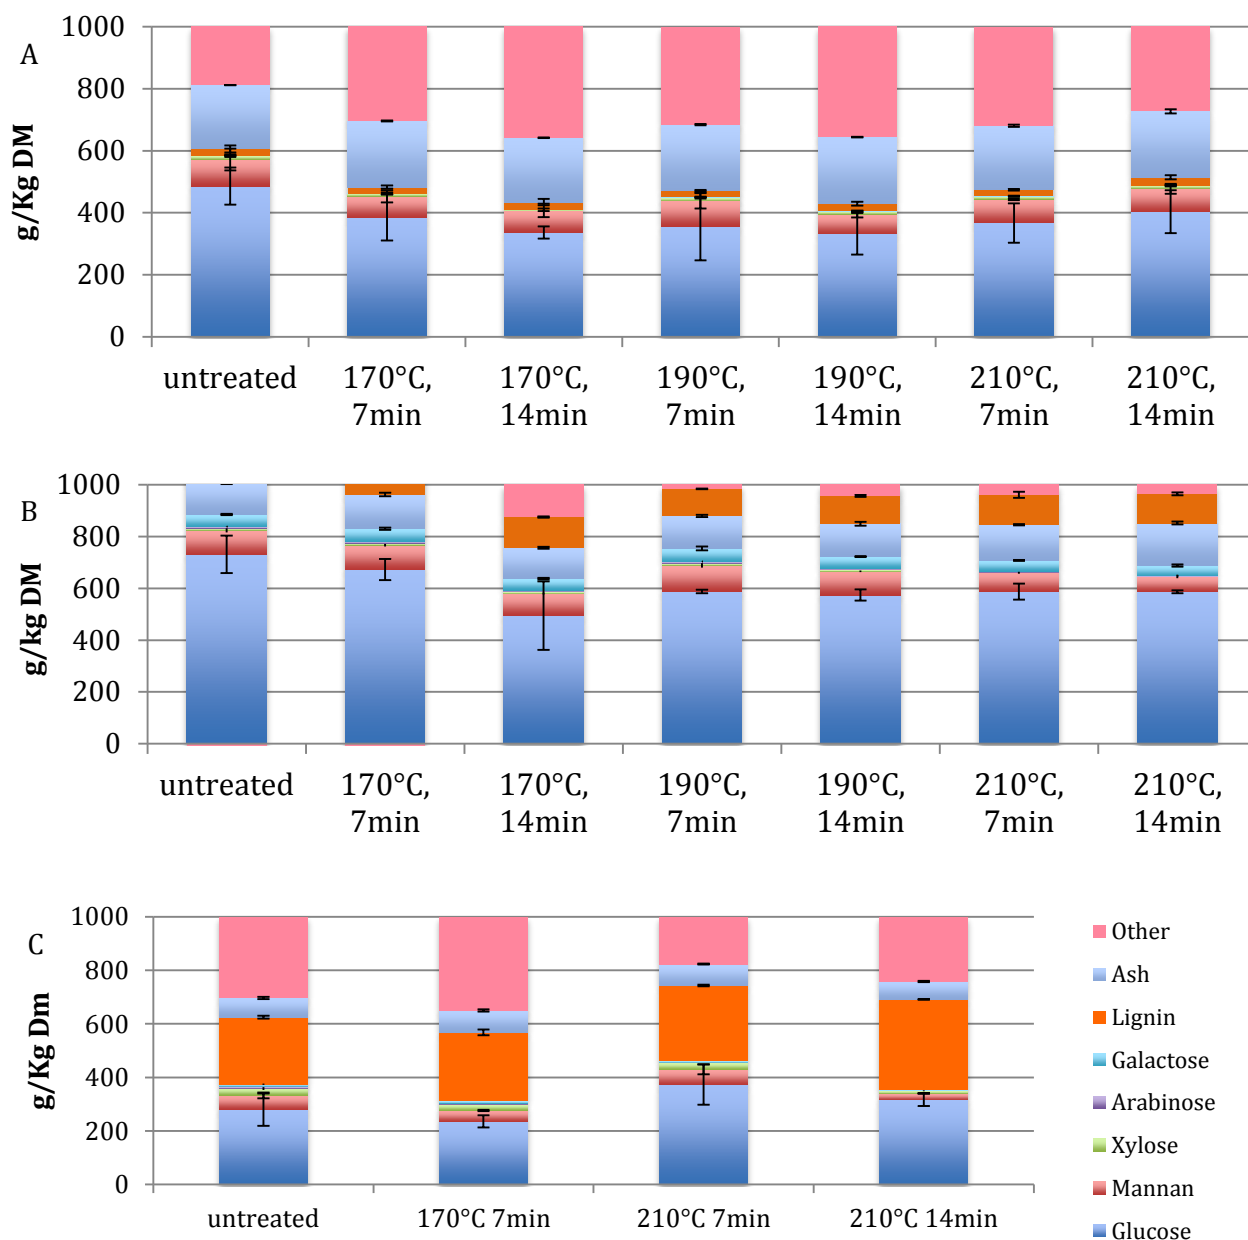 A
g/Kg DM
1000
800
600
400
200
0
untreated
170°C,
7min
170°C,
14min
190°C,
7min
190°C,
14min
210°C,
7min
210°C,
14min
B
g/kg DM
1000
800
600
400
200
0
untreated
170°C,
7min
170°C,
14min
190°C,
7min
190°C,
14min
210°C,
7min
210°C,
14min
C
g/Kg Dm
1000
800
600
400
200
0
untreated
170°C 7min
210°C 7min
210°C 14min
Other
Ash
Lignin
Galactose
Arabinose
Xylose
Mannan
Glucose